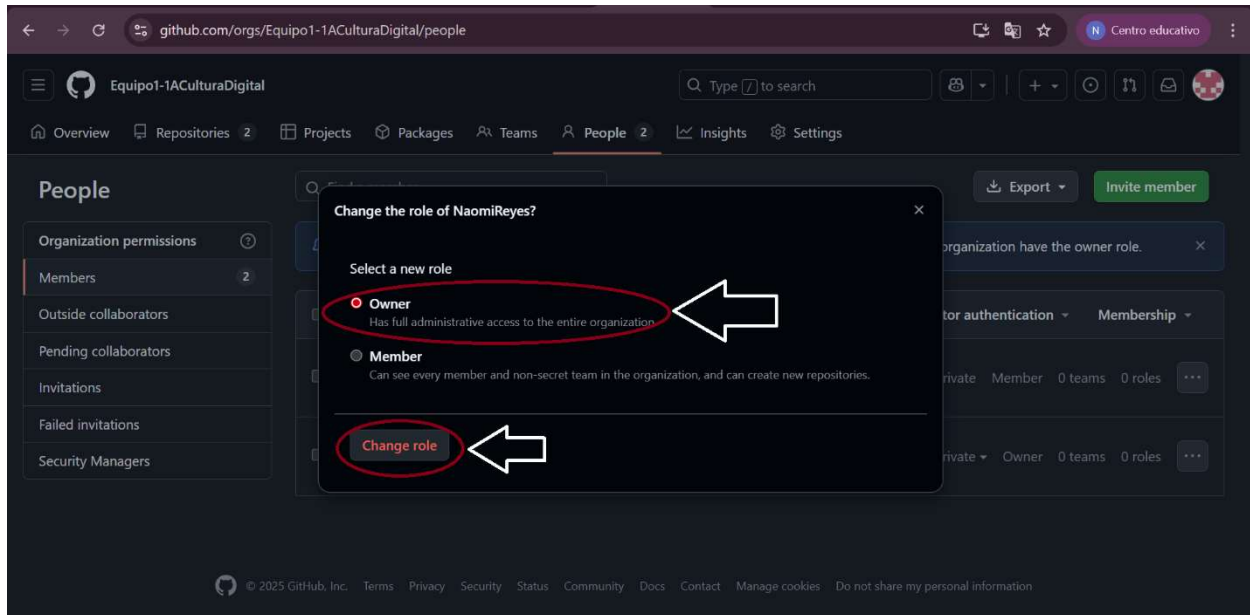 github.com/orgs/Equipo1-1ACulturaDigital/people
N Centro educativo
Equipo1-1ACulturaDigital
Type / to search
Overview Repositories 2 Projects Packages Teams People 2 Insights Settings
People
Export
Invite member
Change the role of NaomiReyes?
Organization permissions
organization have the owner role.
Members 2
Select a new role
Owner
Has full administrative access to the entire organization
Outside collaborators
authentication Membership
Member
Can see every member and non-secret team in the organization, and can create new repositories.
Pending collaborators
Invitations
Member 0 teams 0 roles
Failed invitations
Change role
Security Managers
Owner 0 teams 0 roles
© 2025 GitHub, Inc. Terms Privacy Security Status Community Docs Contact Manage cookies Do not share my personal information